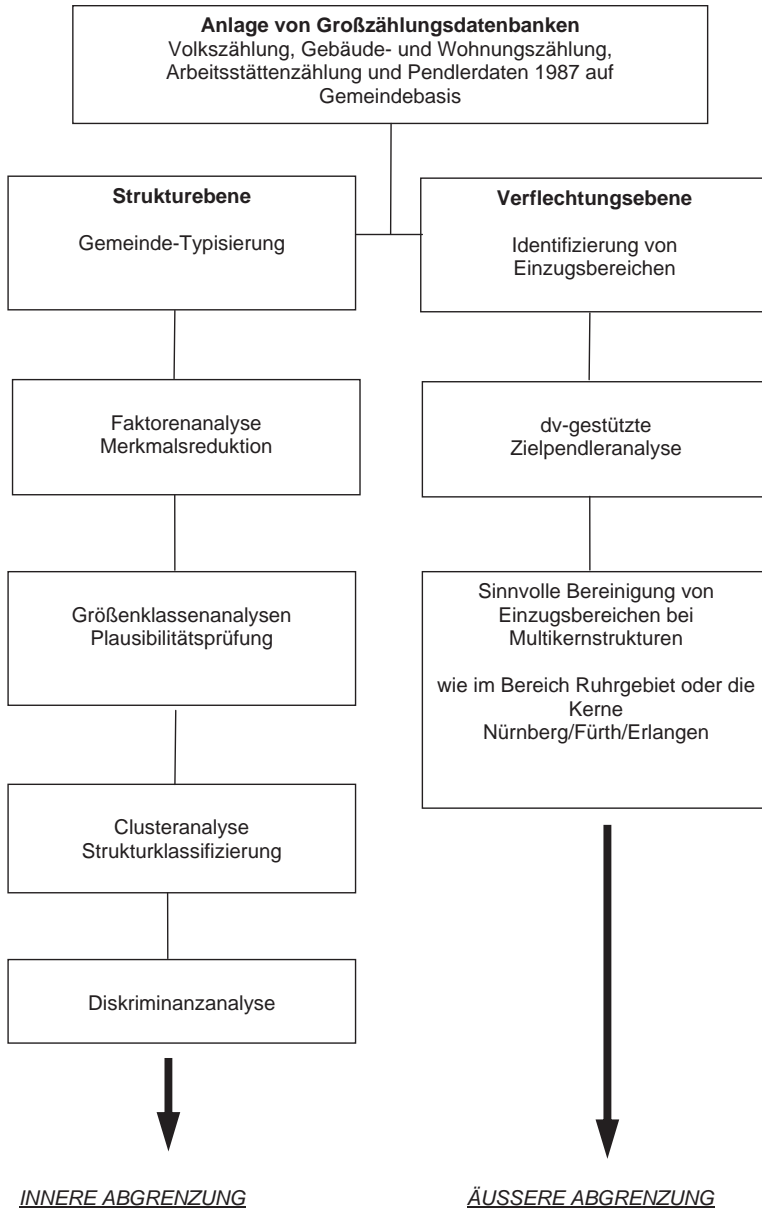 Anlage von Großzählungsdatenbanken
Volkszählung, Gebäude- und Wohnungszählung,
Arbeitsstättenzählung und Pendlerdaten 1987 auf
Gemeindebasis
Strukturebene
Gemeinde-Typisierung
Verflechtungsebene
Identifizierung von
Einzugsbereichen
Faktorenanalyse
Merkmalsreduktion
dv-gestützte
Zielpendleranalyse
Größenklassenanalysen
Plausibilitätsprüfung
Sinnvolle Bereinigung von
Einzugsbereichen bei
Multikernstrukturen
wie im Bereich Ruhrgebiet oder die
Kerne
Nürnberg/Fürth/Erlangen
Clusteranalyse
Strukturklassifizierung
Diskriminanzanalyse
INNERE ABGRENZUNG
ÄUSSERE ABGRENZUNG